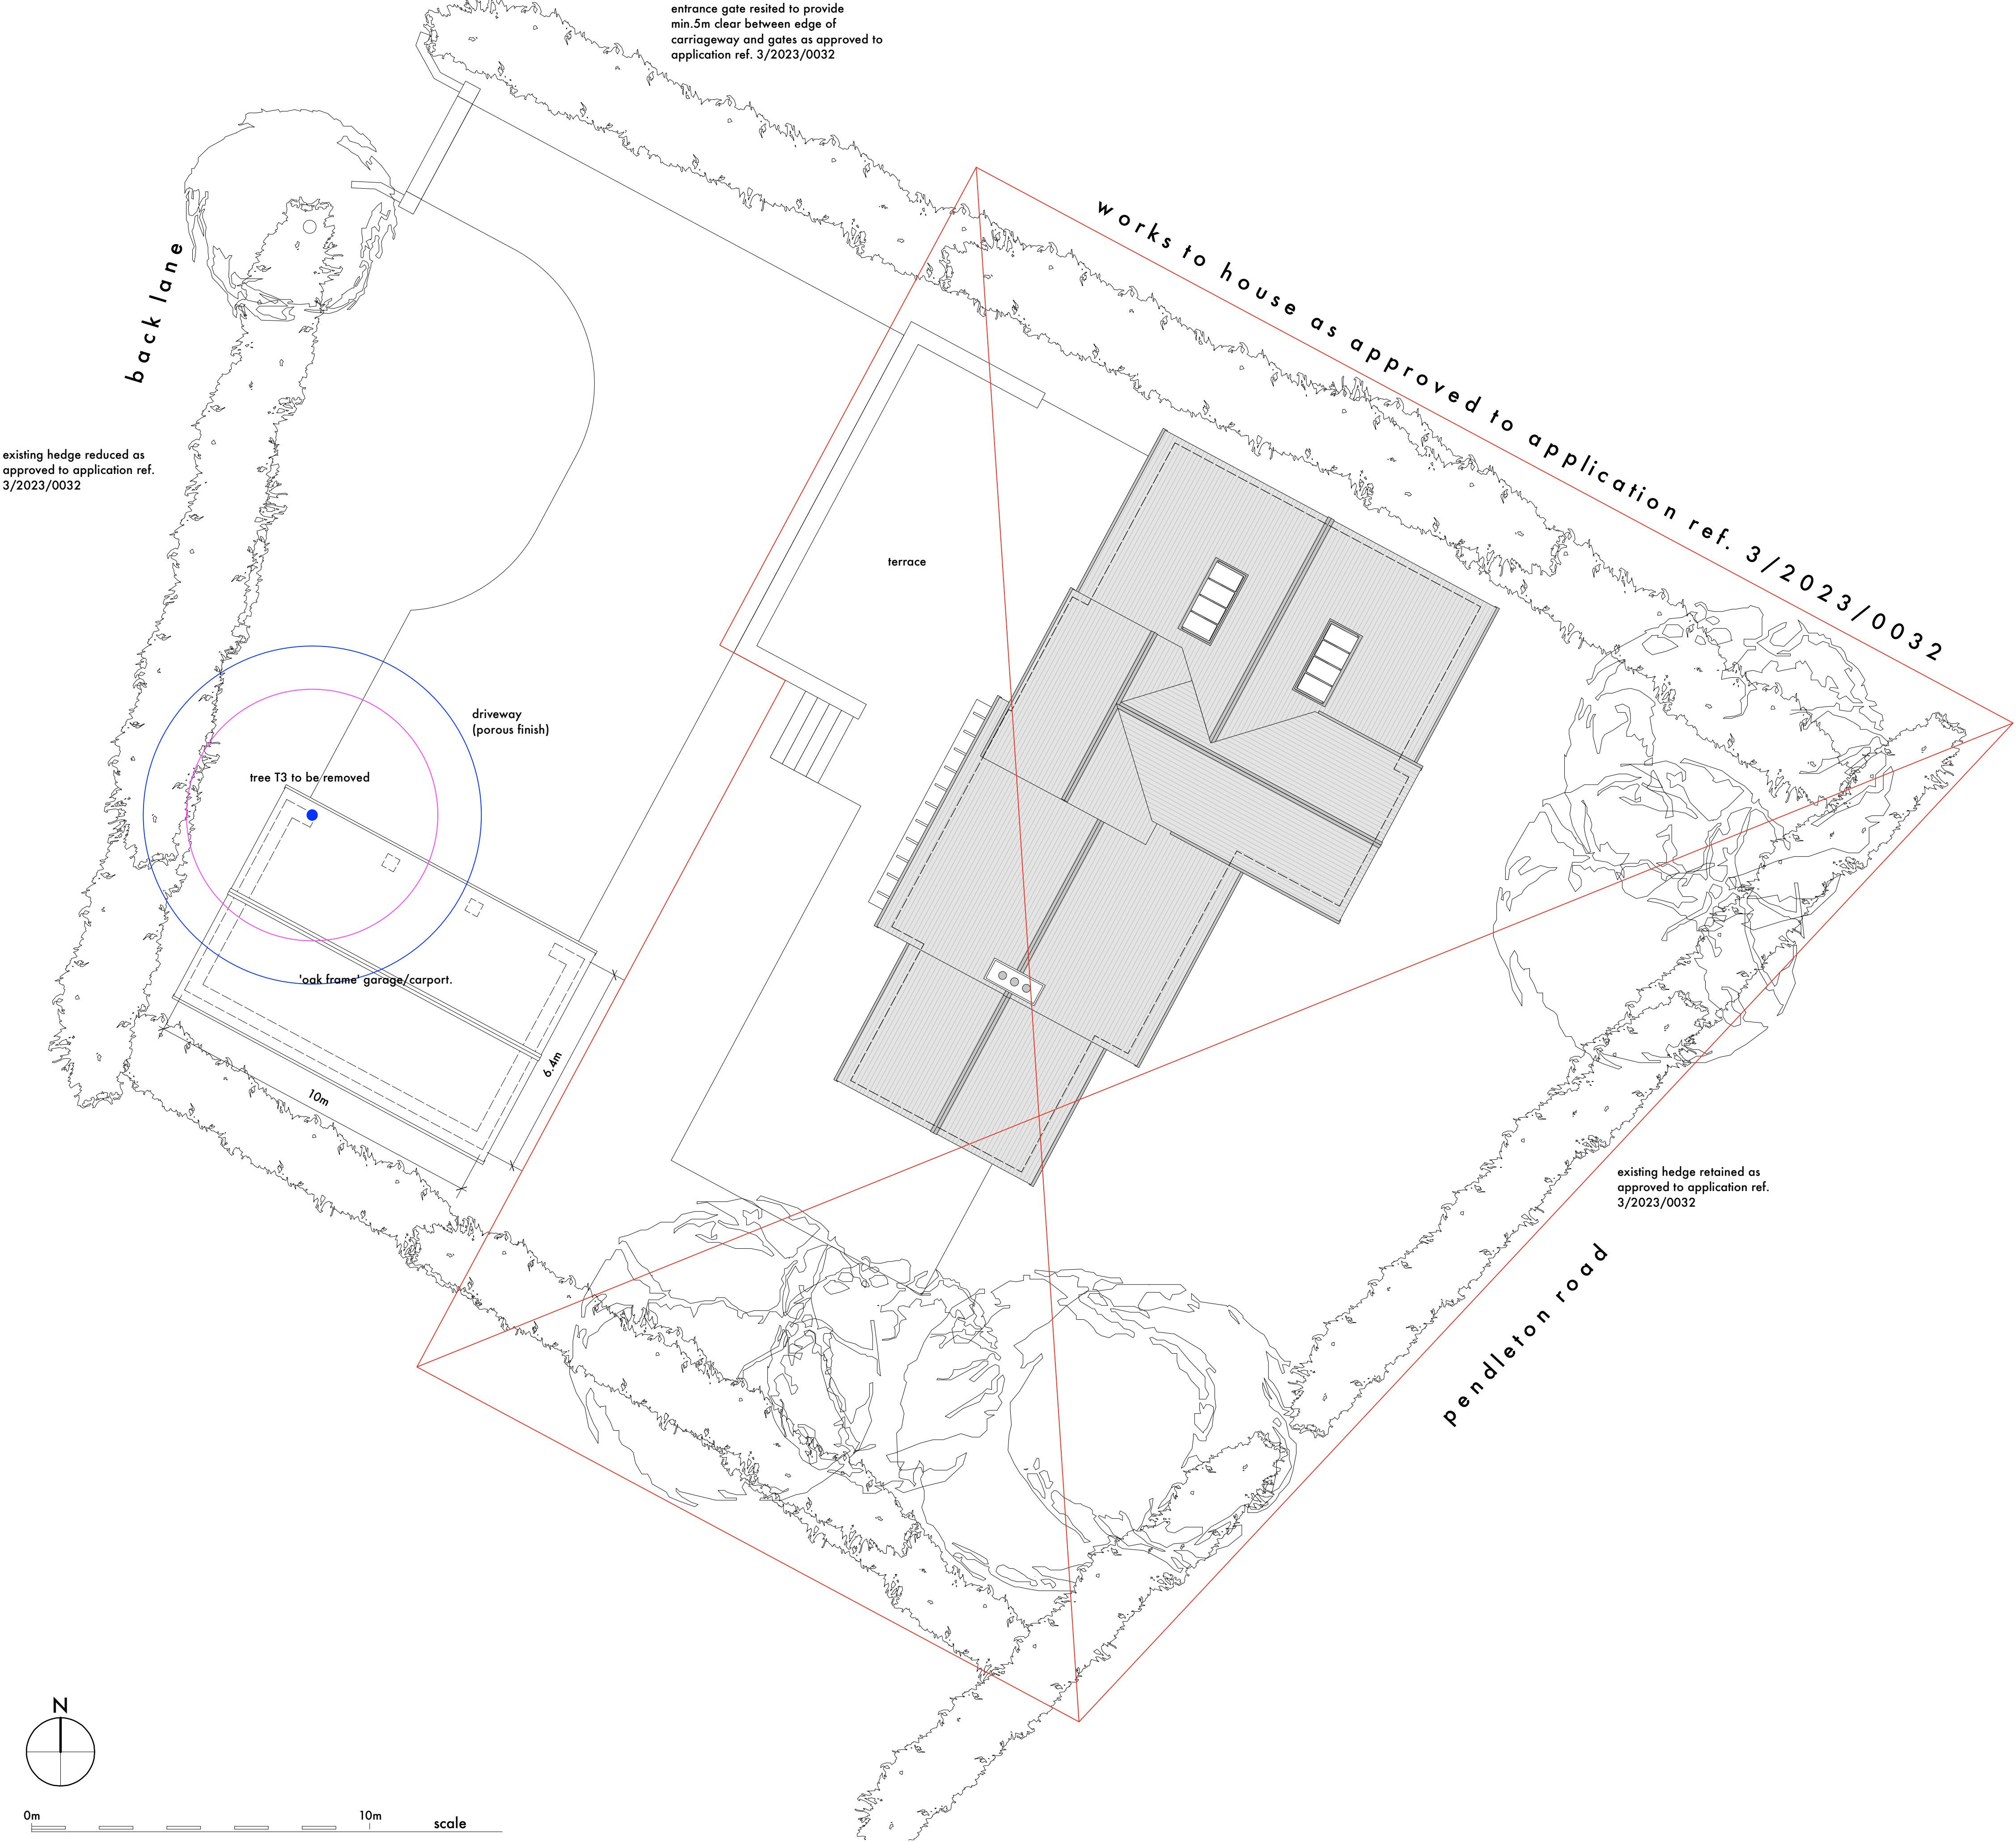 entrance gate resited to provide
min.5m clear between edge of
carriageway and gates as approved to
application ref. 3/2023/0032
works to house as approved to application ref. 3/2023/0032
back lane
existing hedge reduced as
approved to application ref.
3/2023/0032
terrace
driveway
(porous finish)
tree T3 to be removed
'oak frame' garage/carport.
6.4m
10m
existing hedge retained as
approved to application ref.
3/2023/0032
pendleton road
N
0m 10m scale